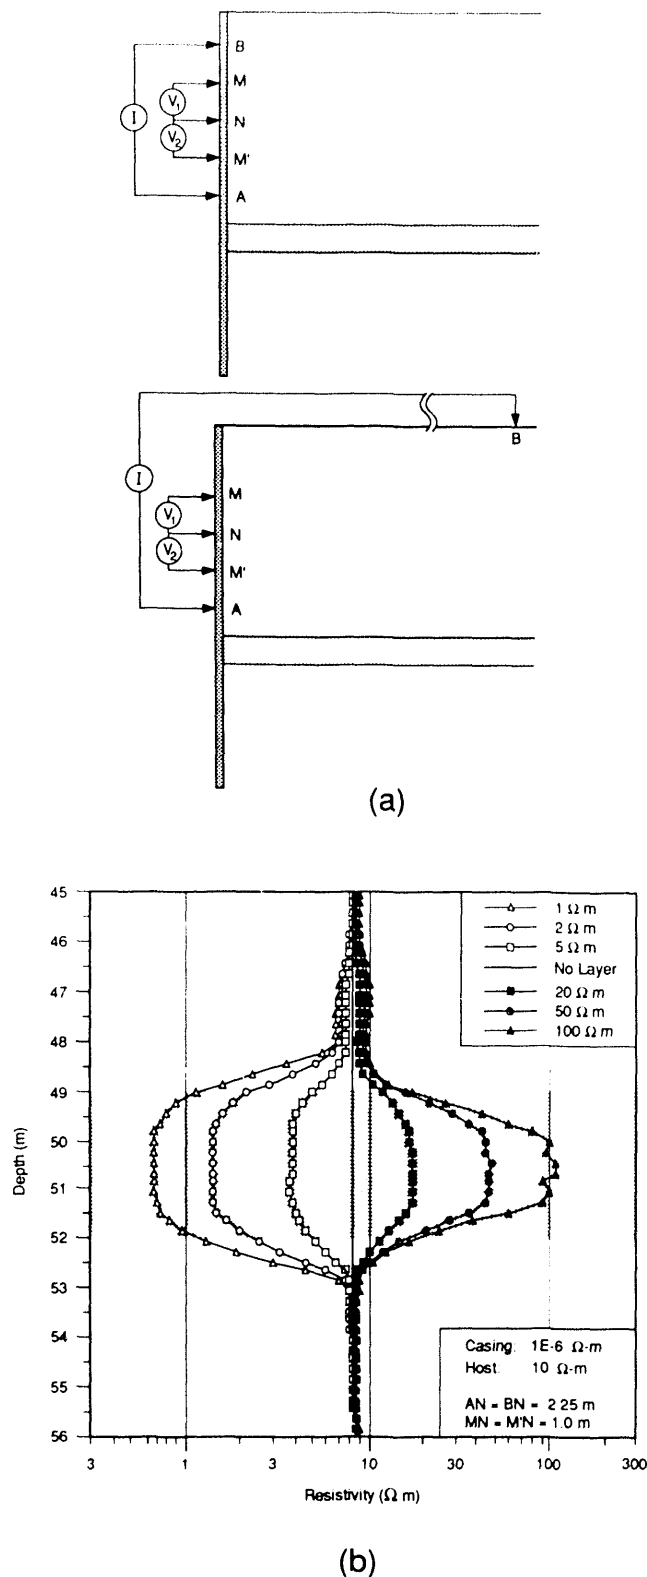 B
M
V1
I
N
V2
M'
A
B
I
M
V1
N
V2
M'
A
(a)
45
46
47
48
49
50
51
52
53
54
55
56
Depth (m)
1 Ω m
2 Ω m
5 Ω m
No Layer
20 Ω m
50 Ω m
100 Ω m
Casing: 1E-6 Ω-m
Host: 10 Ω-m
AN = BN = 2 25 m
MN = M'N = 1.0 m
3 1 3 10 30 100 300
Resistivity (Ω m)
(b)